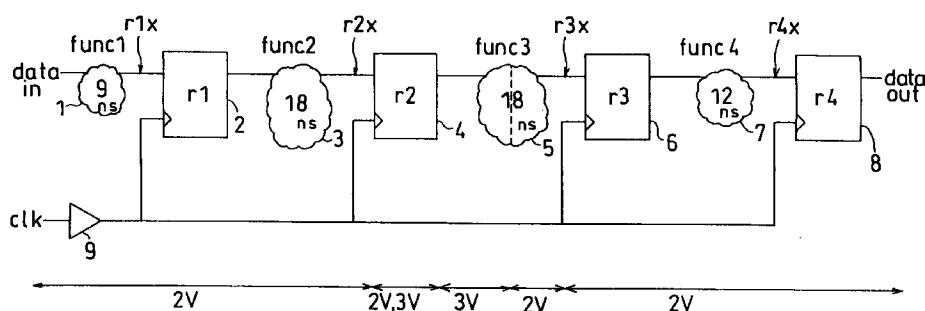 r1x
r2x
r3x
r4x
func1
func2
func3
func4
data in
9 ns
r1
18 ns
r2
18 ns
r3
12 ns
r4
data out
1
2
3
4
5
6
7
8
clk
9
2V
2V,3V
3V
2V
2V